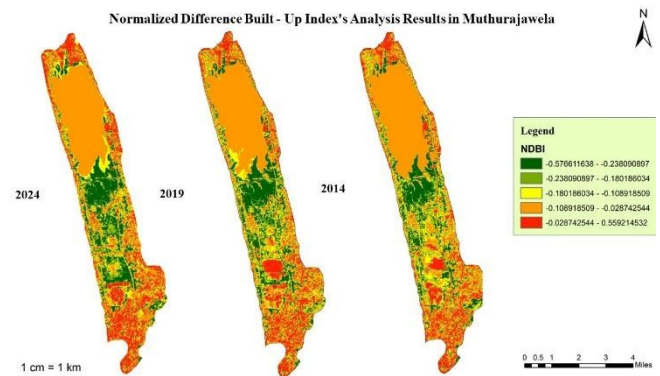 Normalized Difference Built - Up Index's Analysis Results in Muthurajawela
N
Legend
NDBI
-0.576611638 - -0.238090897
-0.238090897 - -0.180186034
-0.180186034 - -0.108918509
-0.108918509 - -0.028742544
-0.028742544 - 0.559214532
2024
2019
2014
1 cm = 1 km
0 0.5 1 2 3 4
Miles